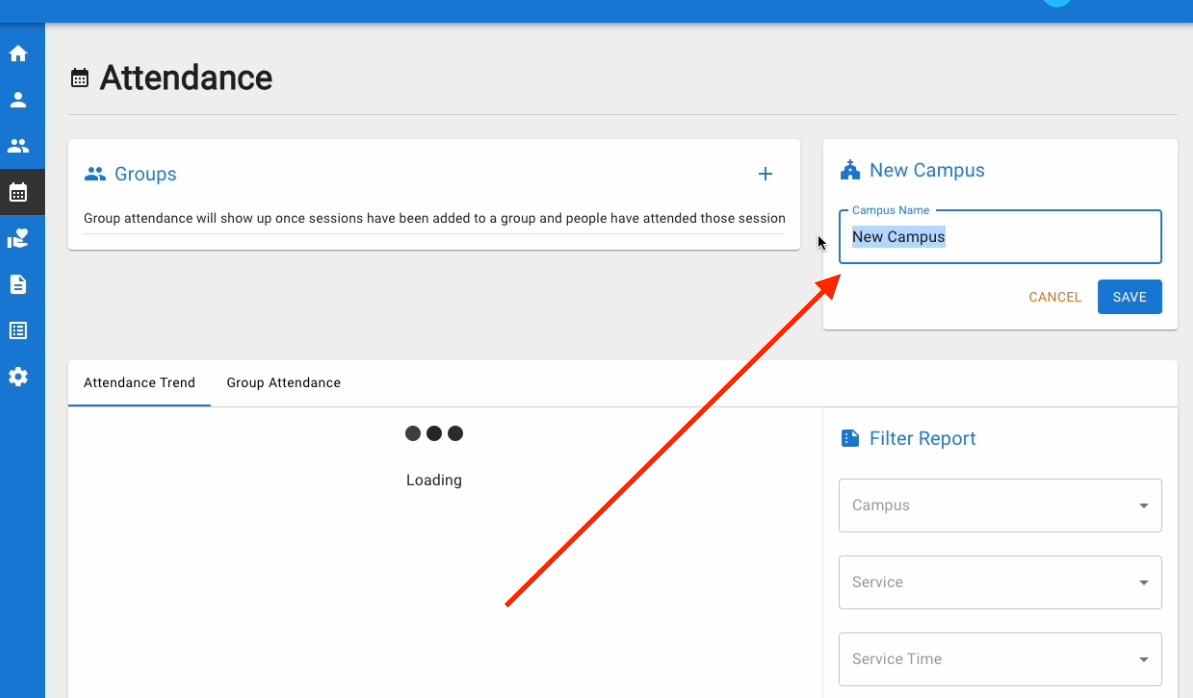 Attendance
Groups
+
Group attendance will show up once sessions have been added to a group and people have attended those session
New Campus
Campus Name
New Campus
CANCEL
SAVE
Attendance Trend
Group Attendance
Loading
Filter Report
Campus
Service
Service Time